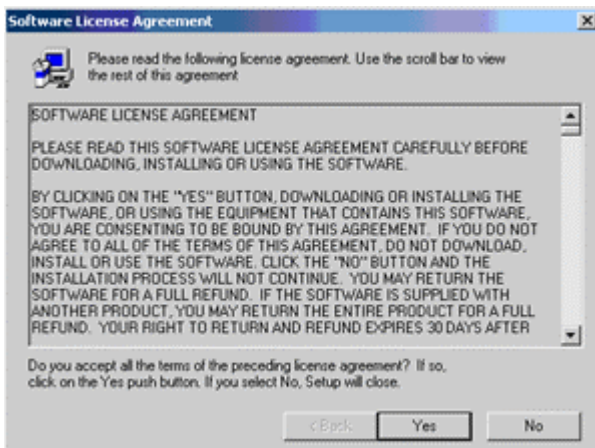 Software License Agreement
Please read the following license agreement. Use the scroll bar to view
the rest of this agreement
SOFTWARE LICENSE AGREEMENT
PLEASE READ THIS SOFTWARE LICENSE AGREEMENT CAREFULLY BEFORE
DOWNLOADING, INSTALLING OR USING THE SOFTWARE.
BY CLICKING ON THE "YES" BUTTON, DOWNLOADING OR INSTALLING THE
SOFTWARE, OR USING THE EQUIPMENT THAT CONTAINS THIS SOFTWARE,
YOU ARE CONSENTING TO BE BOUND BY THIS AGREEMENT. IF YOU DO NOT
AGREE TO ALL OF THE TERMS OF THIS AGREEMENT, DO NOT DOWNLOAD,
INSTALL OR USE THE SOFTWARE. CLICK THE "NO" BUTTON AND THE
INSTALLATION PROCESS WILL NOT CONTINUE. YOU MAY RETURN THE
SOFTWARE FOR A FULL REFUND. IF THE SOFTWARE IS SUPPLIED WITH
ANOTHER PRODUCT, YOU MAY RETURN THE ENTIRE PRODUCT FOR A FULL
REFUND. YOUR RIGHT TO RETURN AND REFUND EXPIRES 30 DAYS AFTER
Do you accept all the terms of the preceding license agreement? If so,
click on the Yes push button. If you select No, Setup will close.
< Back Yes No